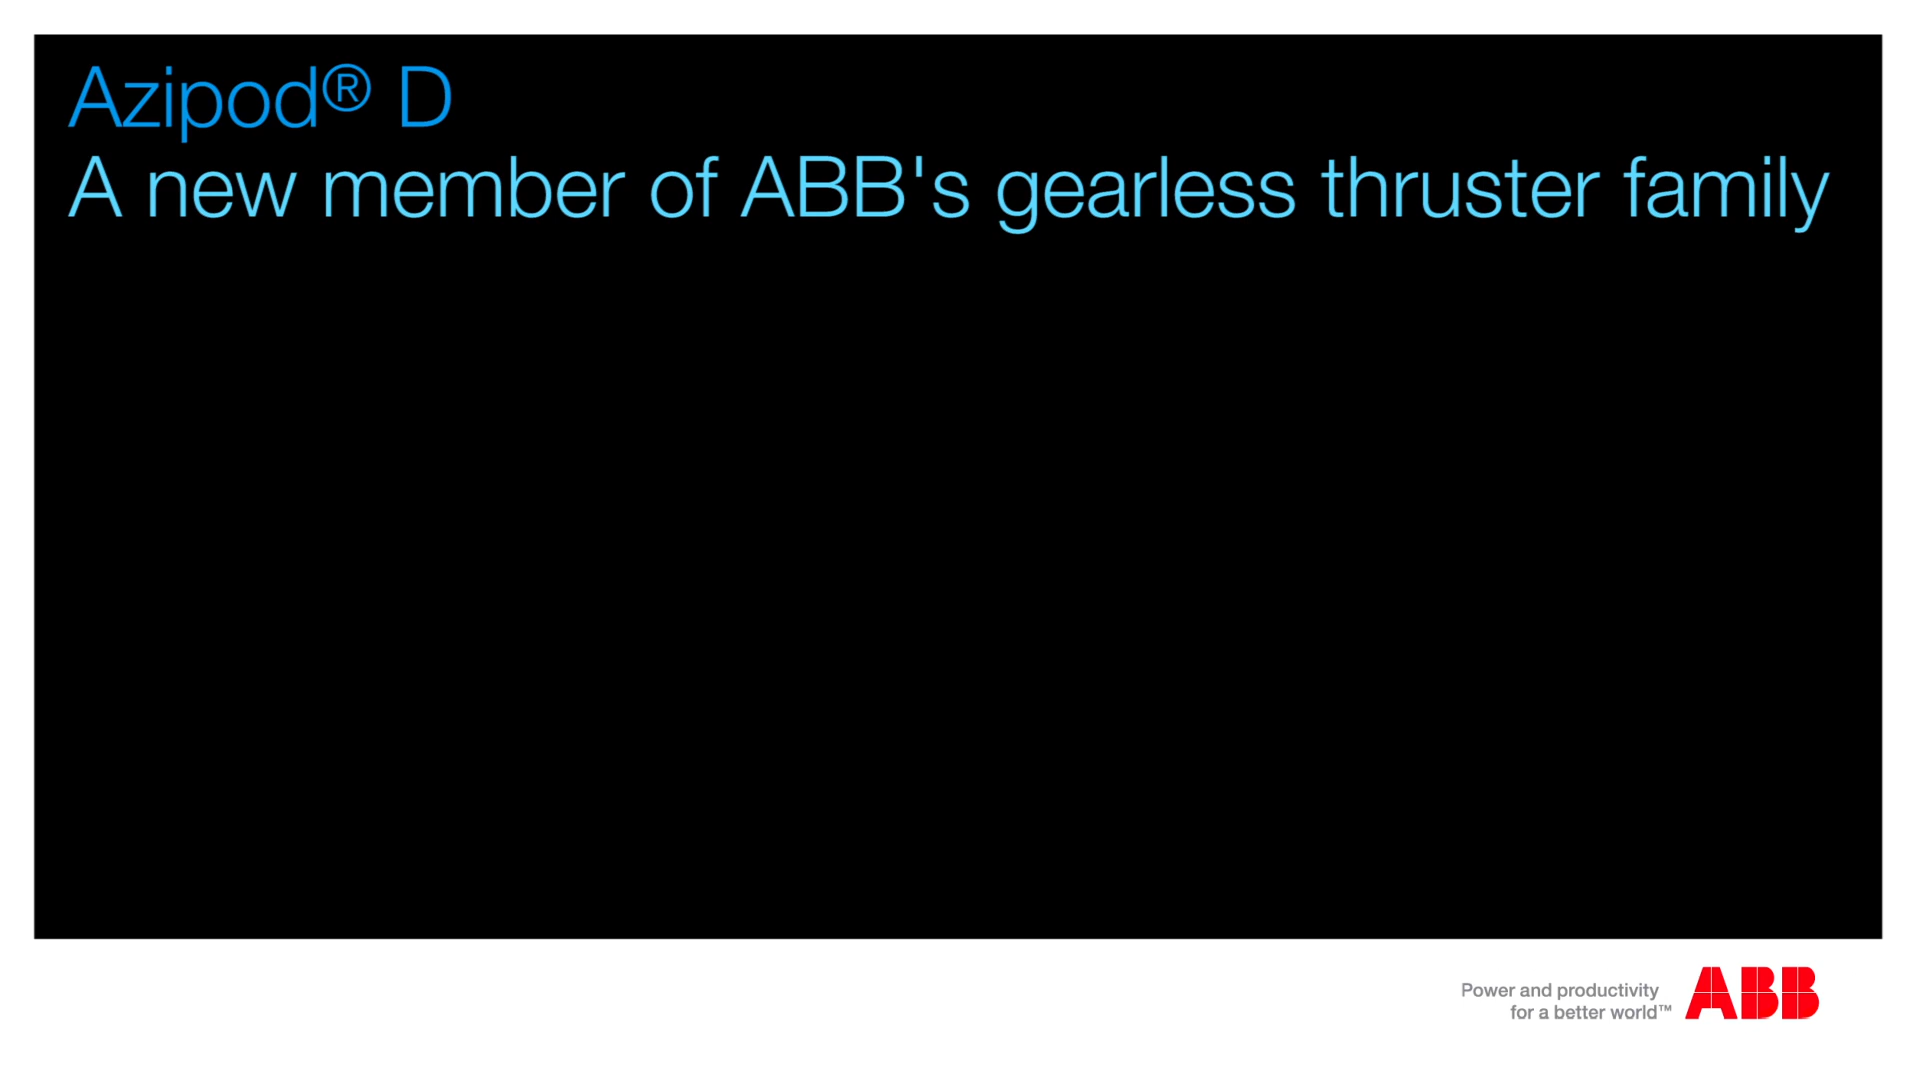 Azipod® D
A new member of ABB's gearless thruster family
Power and productivity
for a better world™
ABB